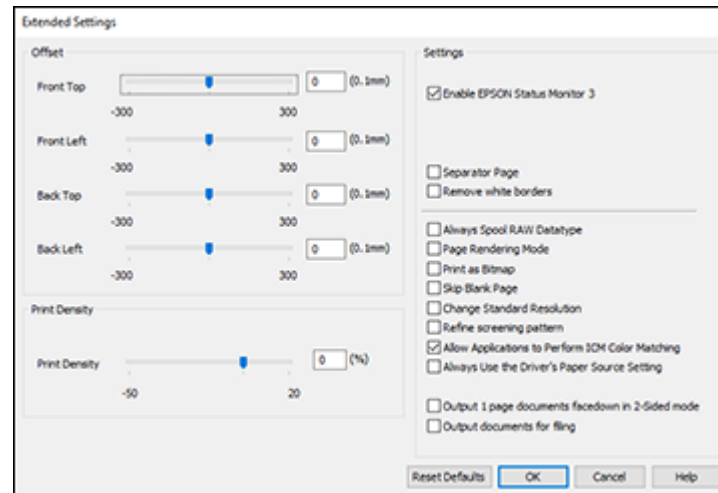 Extended Settings
Offset
Front Top
0
(0.1mm)
-300
300
Front Left
0
(0.1mm)
-300
300
Back Top
0
(0.1mm)
-300
300
Back Left
0
(0.1mm)
-300
300
Print Density
Print Density
0
(%)
-50
20
Settings
Enable EPSON Status Monitor 3
Separator Page
Remove white borders
Always Spool RAW Datatype
Page Rendering Mode
Print as Bitmap
Skip Blank Page
Change Standard Resolution
Refine screening pattern
Allow Applications to Perform ICM Color Matching
Always Use the Driver's Paper Source Setting
Output 1 page documents facedown in 2-Sided mode
Output documents for filing
Reset Defaults
OK
Cancel
Help